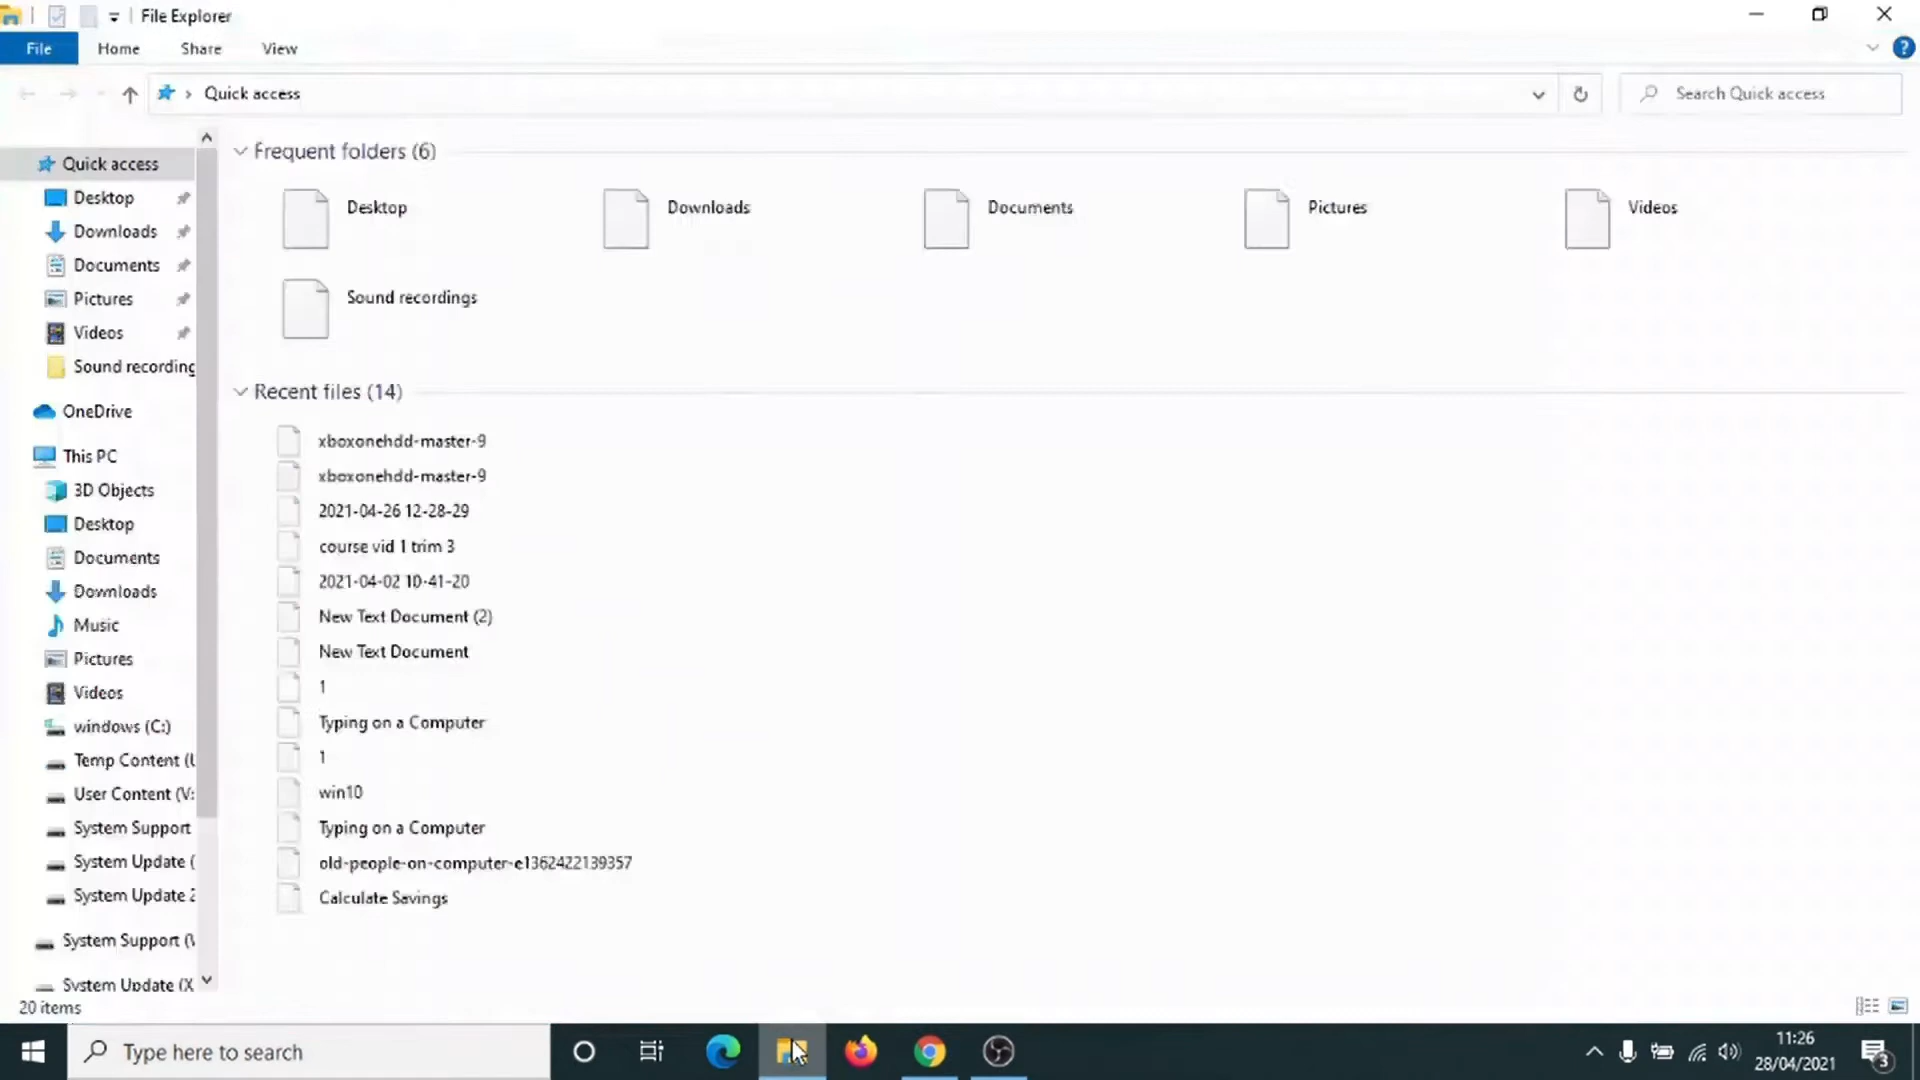 File Explorer
File Home Share View
Quick access
Search Quick access
Quick access
Desktop
Downloads
Documents
Pictures
Videos
Sound recording
OneDrive
This PC
3D Objects
Desktop
Documents
Downloads
Music
Pictures
Videos
windows (C:)
Temp Content (
User Content (V:
System Support
System Update (
System Update 2
System Support (
System Update (X
Frequent folders (6)
Desktop
Downloads
Documents
Pictures
Videos
Sound recordings
Recent files (14)
xboxonehdd-master-9
xboxonehdd-master-9
2021-04-26 12-28-29
course vid 1 trim 3
2021-04-02 10-41-20
New Text Document (2)
New Text Document
1
Typing on a Computer
1
win10
Typing on a Computer
old-people-on-computer-e1362422139357
Calculate Savings
20 items
Type here to search
11:26
28/04/2021
3